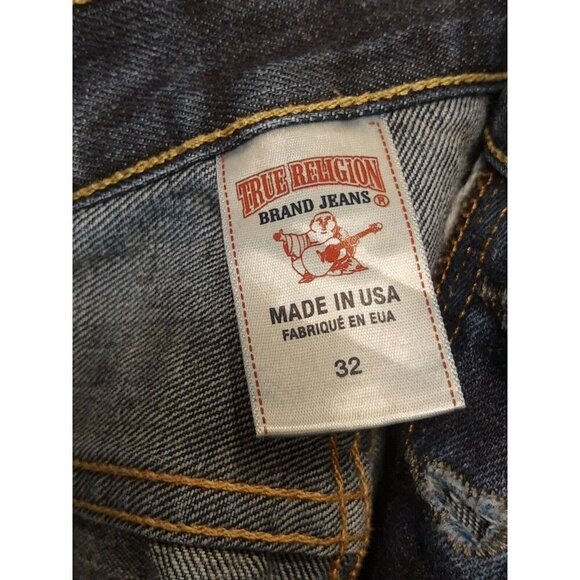 TRUE RELIGION
BRAND JEANS®
MADE IN USA
FABRIQUÉ EN EUA
32